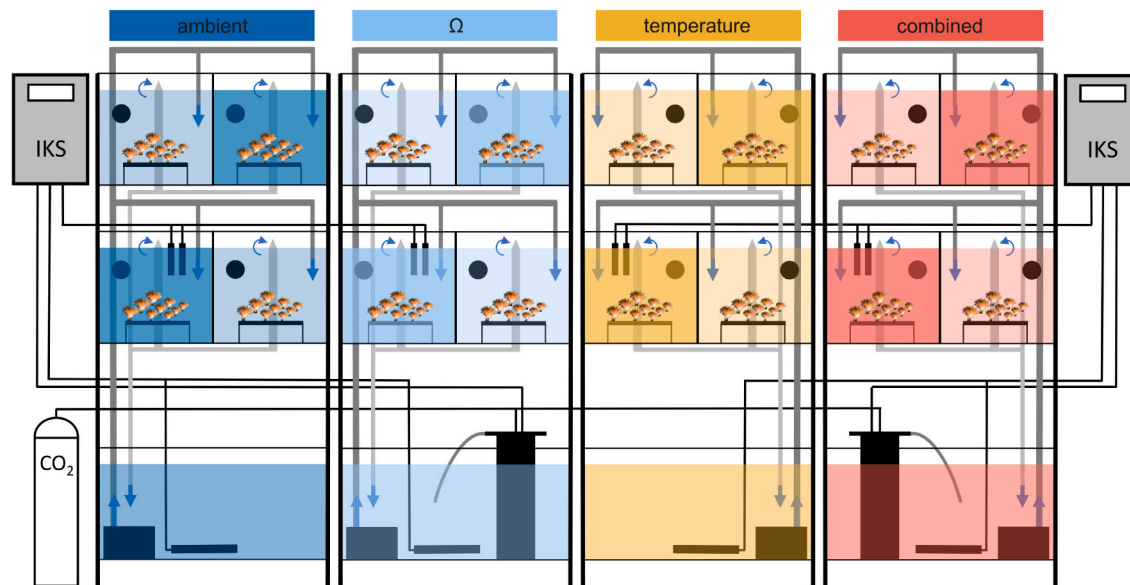 ambient
Ω
temperature
combined
IKS
IKS
CO₂